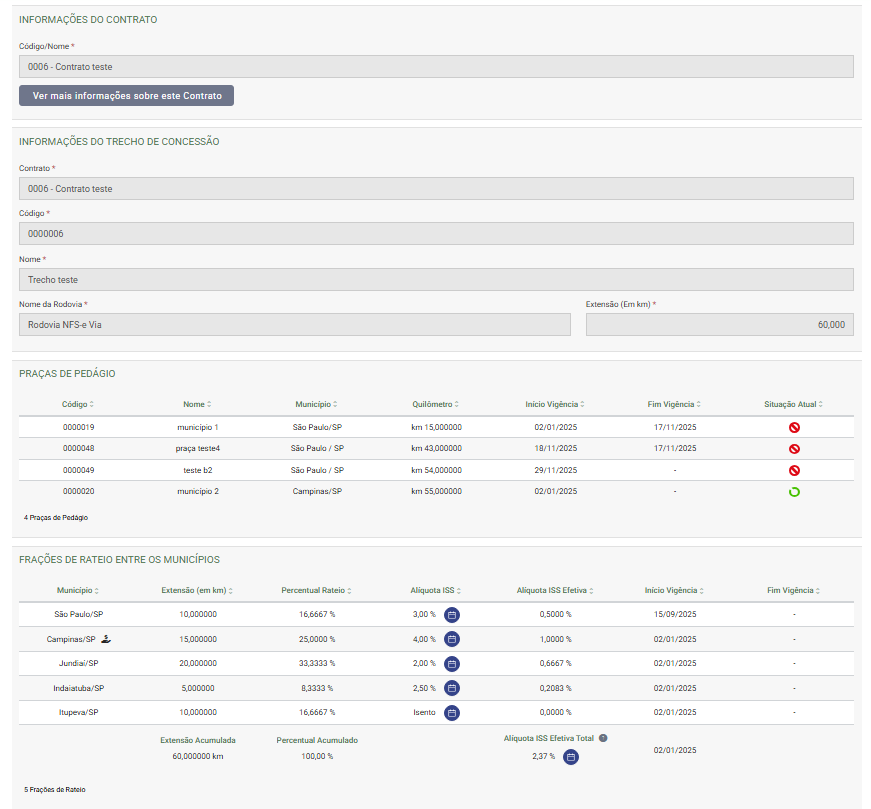 INFORMAÇÕES DO CONTRATO
Código/Nome *
0006 - Contrato teste
Ver mais informações sobre este Contrato
INFORMAÇÕES DO TRECHO DE CONCESSÃO
Contrato *
0006 - Contrato teste
Código *
0000006
Nome *
Trecho teste
Nome da Rodovia * Extensão (Em km) *
Rodovia NFS-e Via 60,000
PRAÇAS DE PEDÁGIO
Código Nome Município Quilômetro Início Vigência Fim Vigência Situação Atual
0000019 município 1 São Paulo/SP km 15,000000 02/01/2025 17/11/2025
0000048 praça teste4 São Paulo / SP km 43,000000 18/11/2025 17/11/2025
0000049 teste b2 São Paulo / SP km 54,000000 29/11/2025 -
0000020 município 2 Campinas/SP km 55,000000 02/01/2025 -
4 Praças de Pedágio
FRAÇÕES DE RATEIO ENTRE OS MUNICÍPIOS
Município Extensão (em km) Percentual Rateio Alíquota ISS Alíquota ISS Efetiva Início Vigência Fim Vigência
São Paulo/SP 10,000000 16,6667 % 3,00 % 0,5000 % 15/09/2025 -
Campinas/SP 15,000000 25,0000 % 4,00 % 1,0000 % 02/01/2025 -
Jundiaí/SP 20,000000 33,3333 % 2,00 % 0,6667 % 02/01/2025 -
Indaiatuba/SP 5,000000 8,3333 % 2,50 % 0,2083 % 02/01/2025 -
Itupeva/SP 10,000000 16,6667 % Isento 0,0000 % 02/01/2025 -
Extensão Acumulada Percentual Acumulado Alíquota ISS Efetiva Total ?
60,000000 km 100,00 % 2,37 % 02/01/2025
5 Frações de Rateio